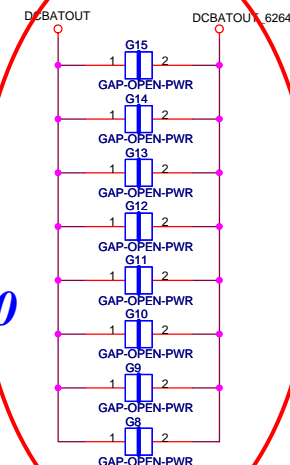 DCBATOUT DCBATOUT_6264
G15
1 2
GAP-OPEN-PWR
G14
1 2
GAP-OPEN-PWR
G13
1 2
GAP-OPEN-PWR
G12
1 2
GAP-OPEN-PWR
G11
1 2
GAP-OPEN-PWR
G10
1 2
GAP-OPEN-PWR
G9
1 2
GAP-OPEN-PWR
G8
1 2
GAP-OPEN-PWR